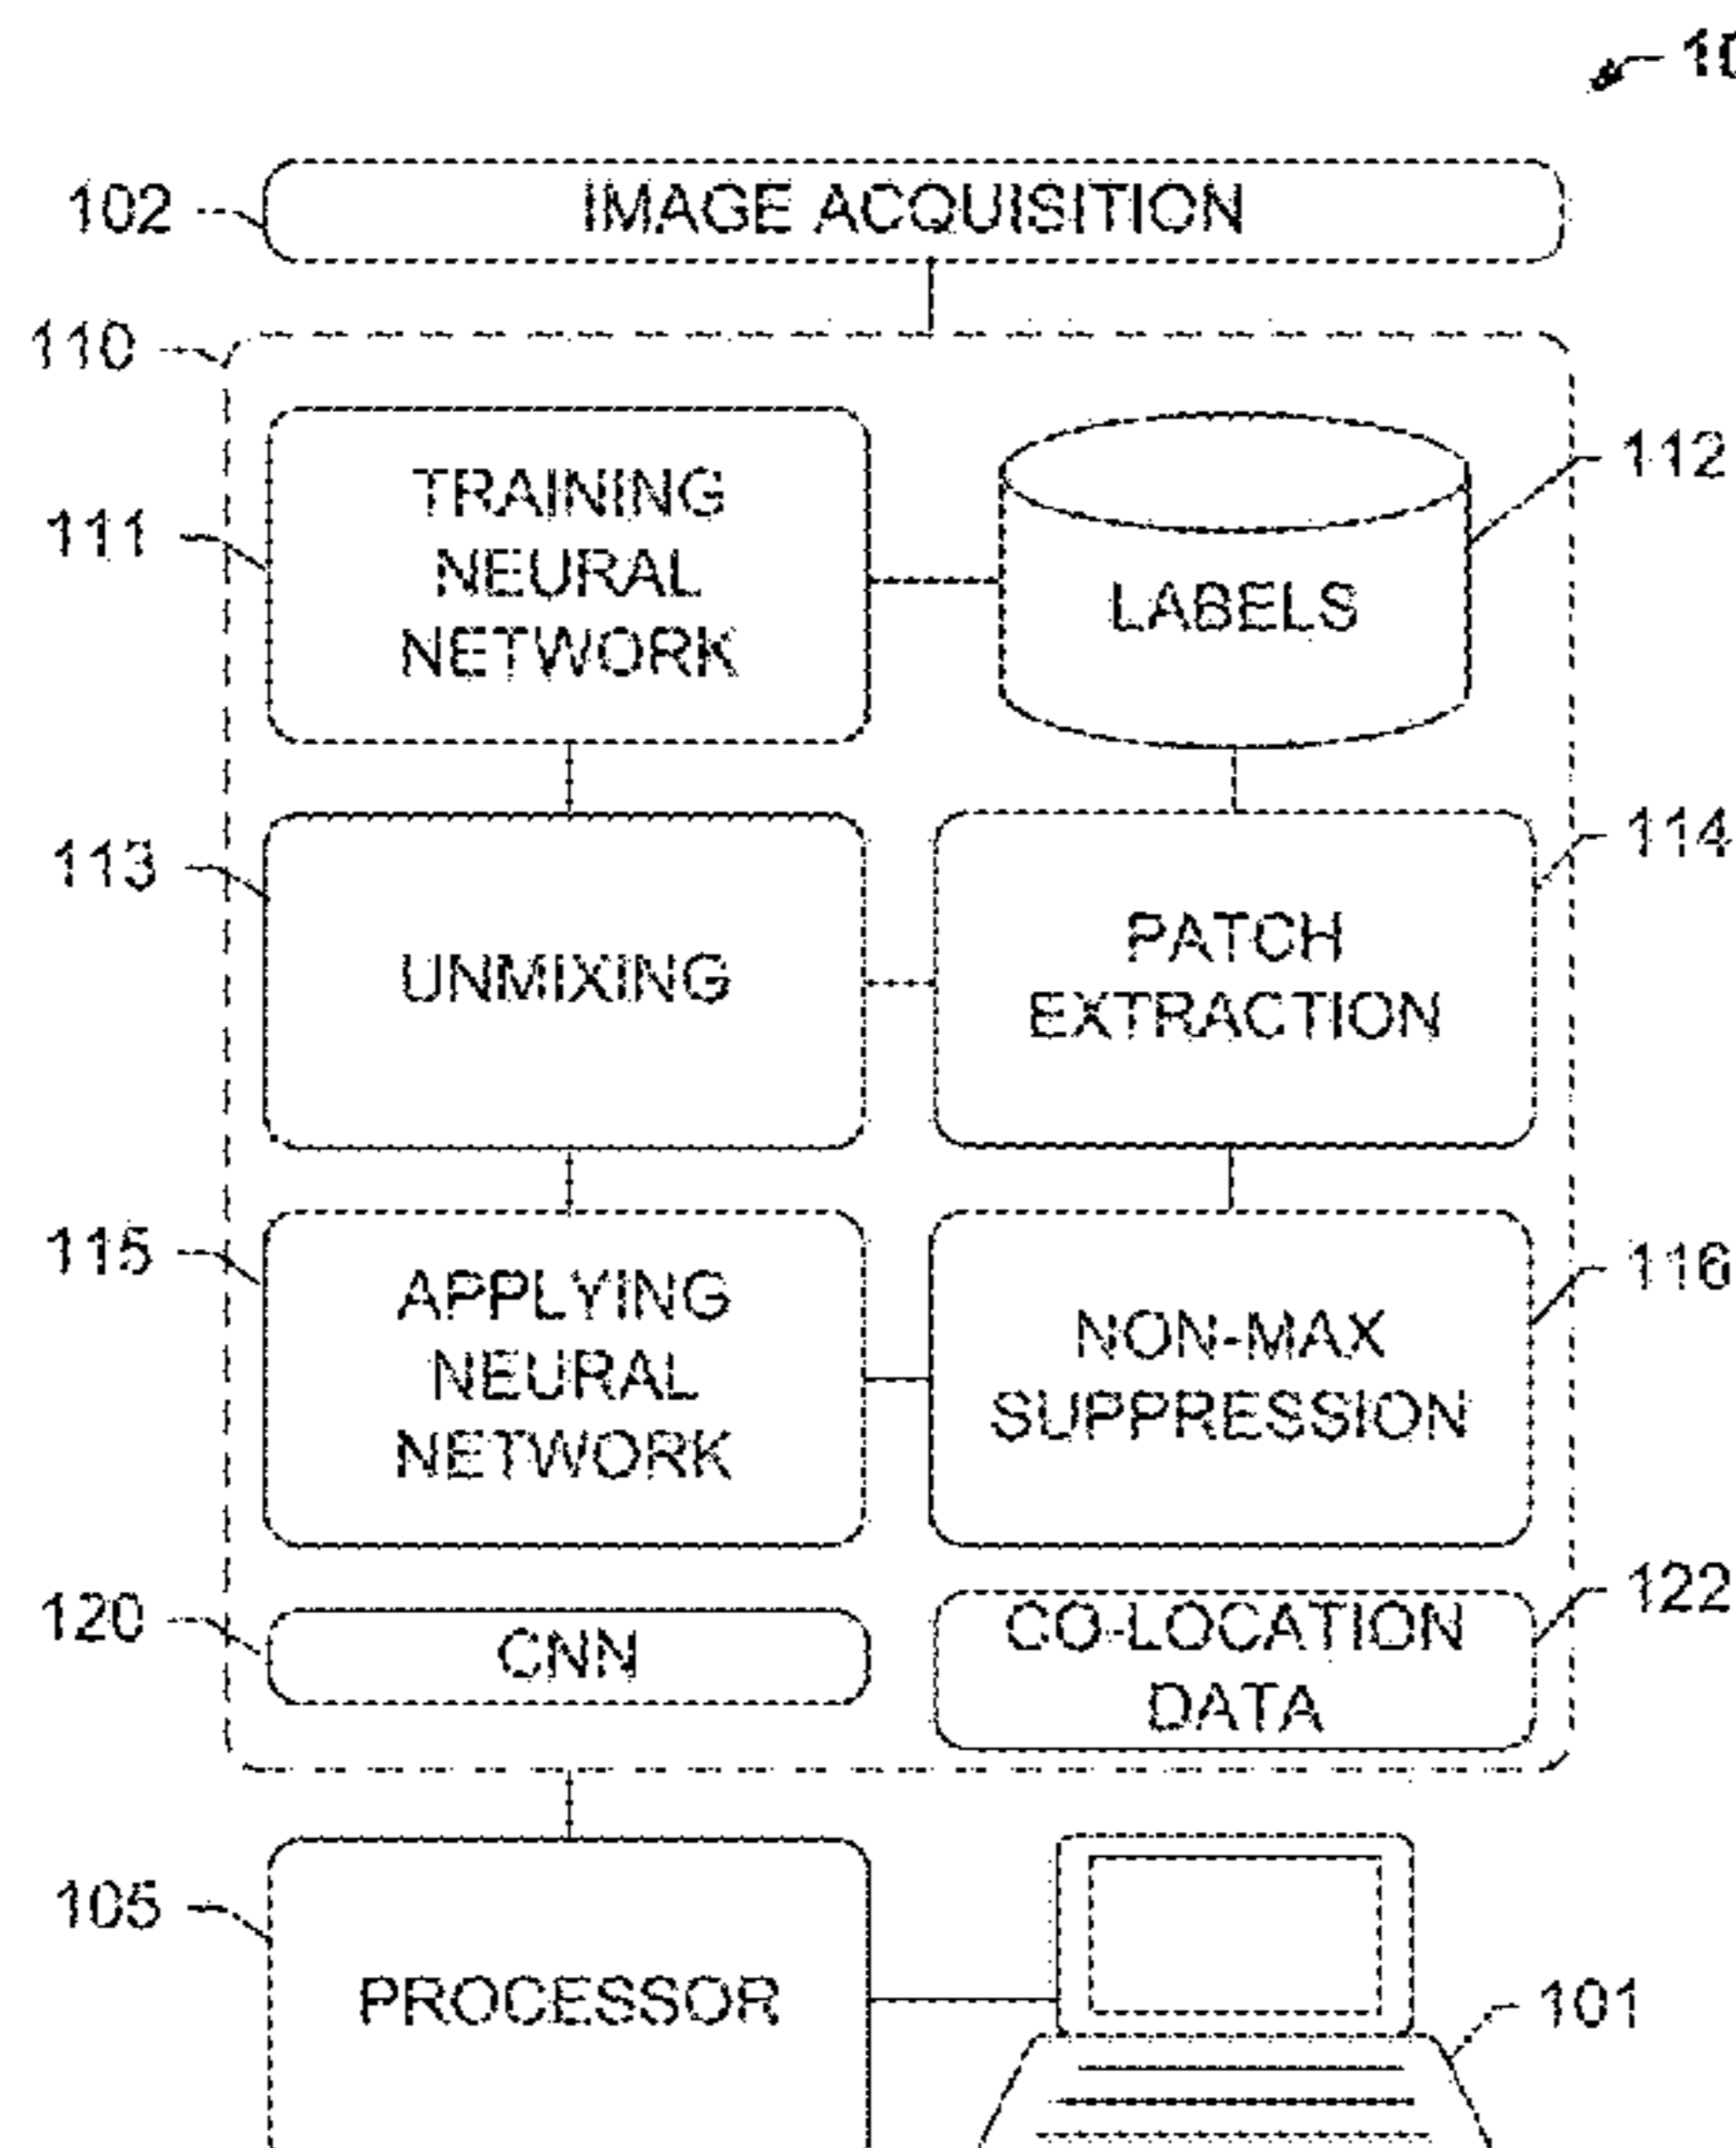 102
IMAGE ACQUISITION
110
111
TRAINING
NEURAL
NETWORK
LABELS
112
113
UNMIXING
PATCH
EXTRACTION
114
115
APPLYING
NEURAL
NETWORK
NON-MAX
SUPPRESSION
116
120
CNN
CO-LOCATION
DATA
122
105
PROCESSOR
101